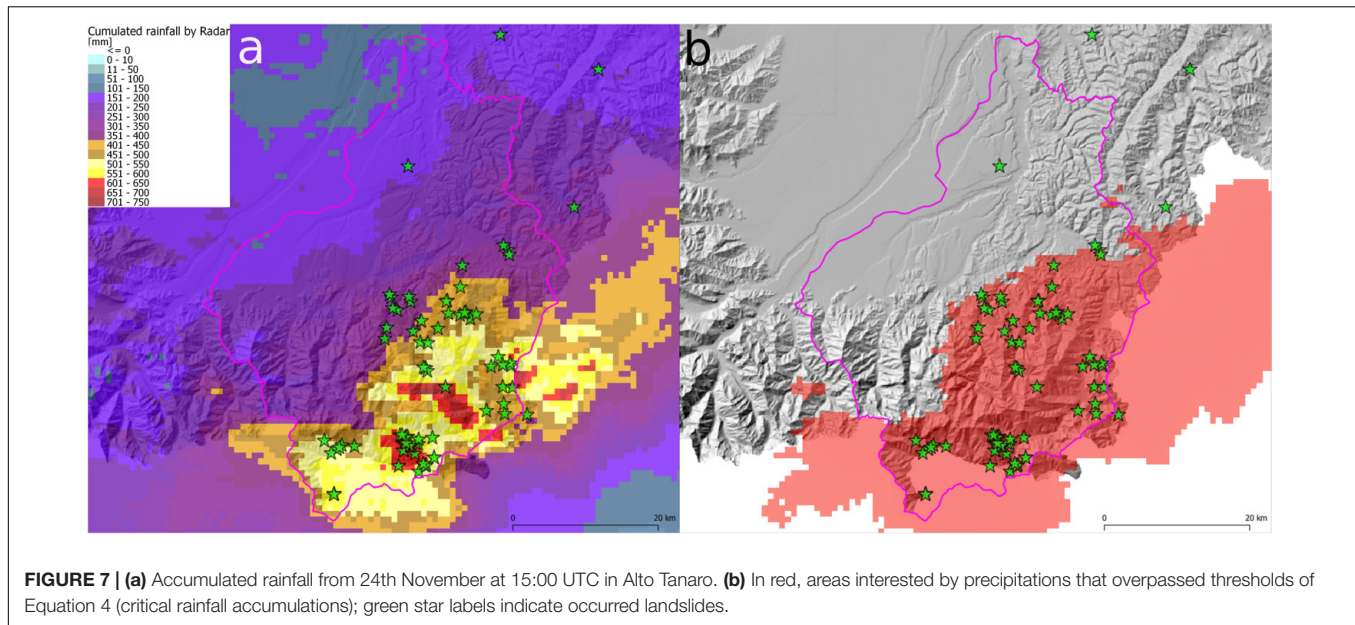 Cumulated rainfall by Radar
[mm]
<= 0
0 - 10
11 - 50
51 - 100
101 - 150
151 - 200
201 - 250
251 - 300
301 - 350
351 - 400
401 - 450
451 - 500
501 - 550
551 - 600
601 - 650
651 - 700
701 - 750
a
0 20 km
b
0 20 km
FIGURE 7 | (a) Accumulated rainfall from 24th November at 15:00 UTC in Alto Tanaro. (b) In red, areas interested by precipitations that overpassed thresholds of
Equation 4 (critical rainfall accumulations); green star labels indicate occurred landslides.